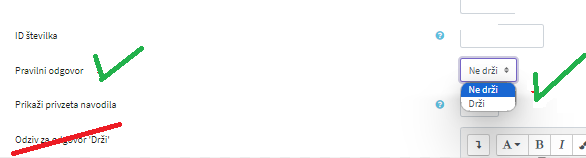 ID številka
Pravilni odgovor
Ne drži
Ne drži
Drži
Prikaži privzeta navodila
Odziv za odgovor 'Drži'
A B I